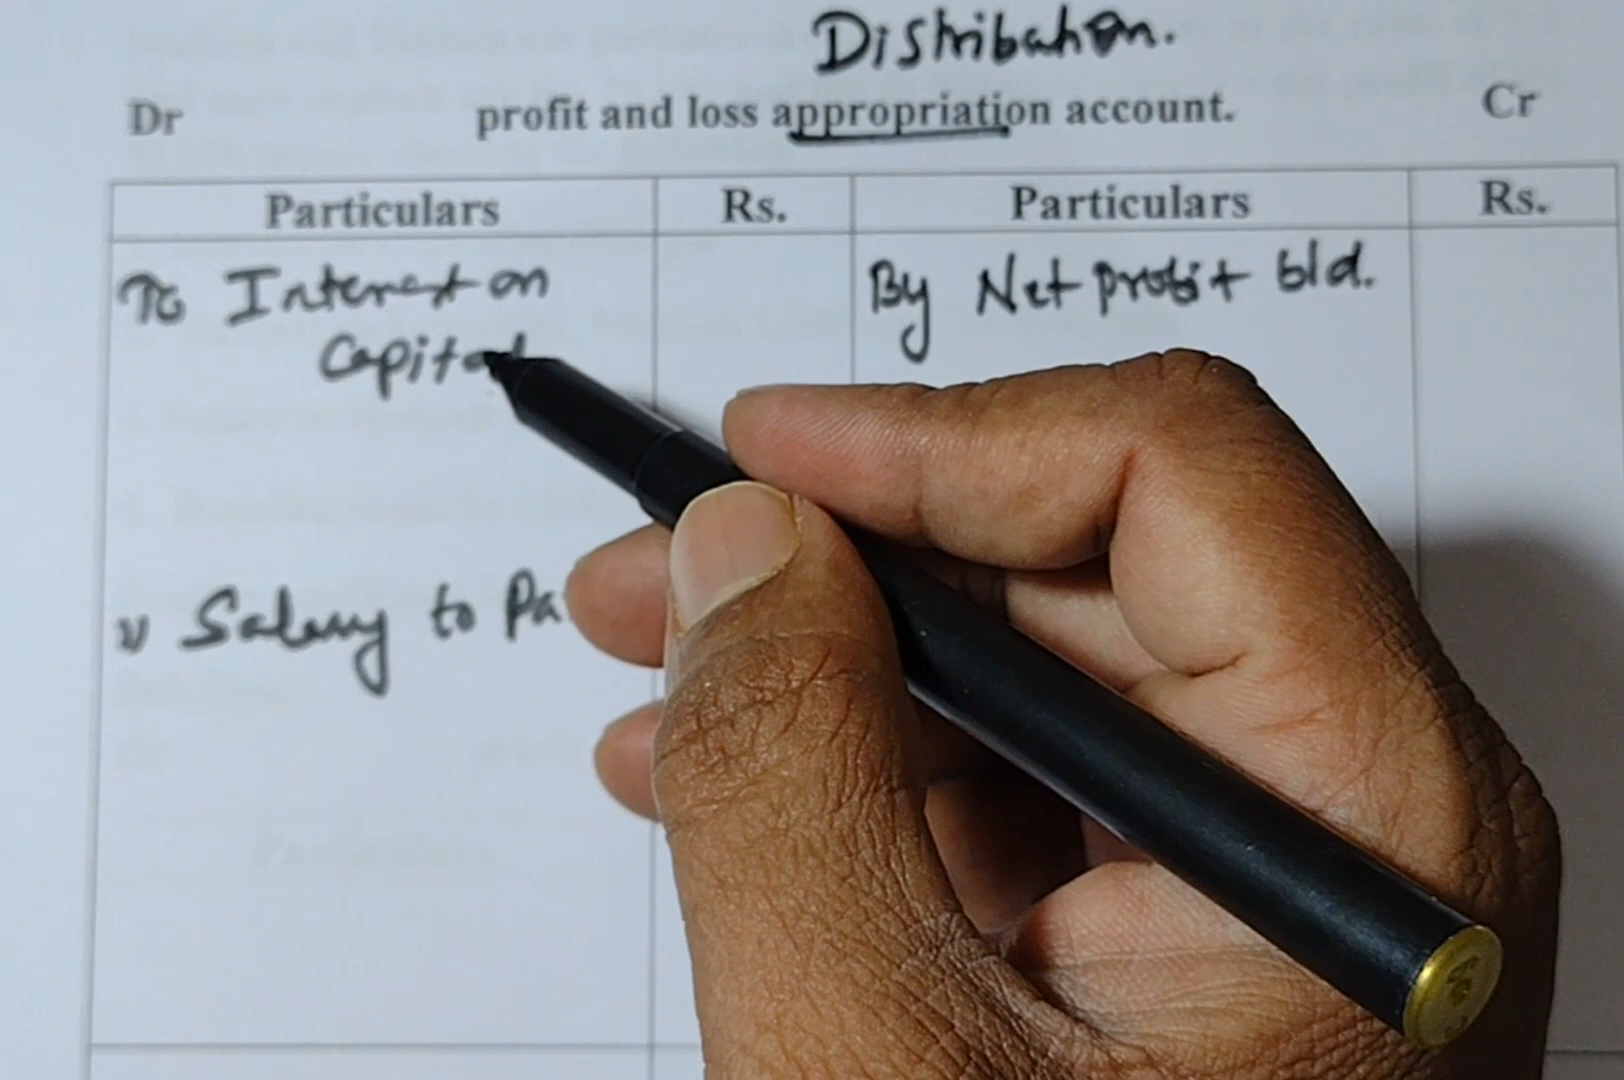 Distribution.
Dr profit and loss appropriation account. Cr
Particulars Rs. Particulars Rs.
To Interest on By Net profit b/d.
Capital
" Salary to Pa